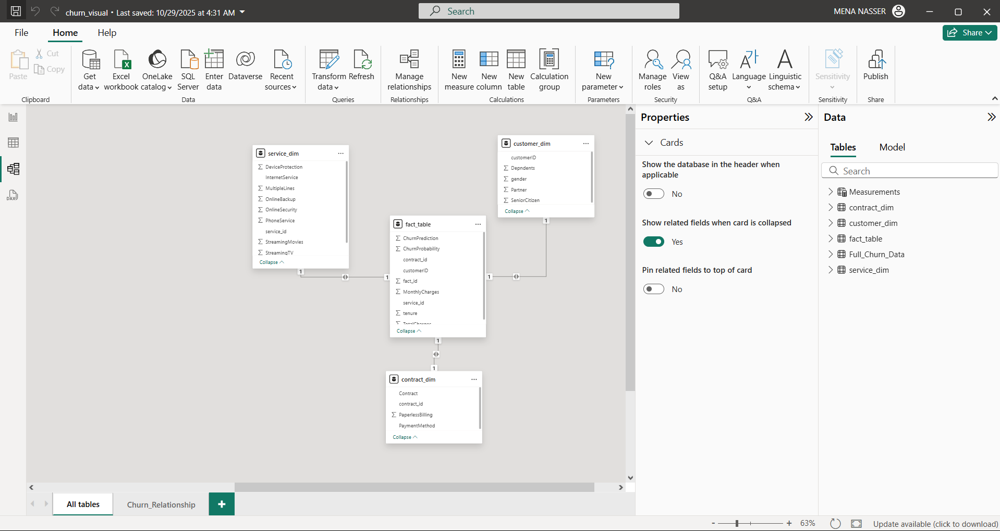 churn_visual • Last saved: 10/29/2025 at 4:31 AM
Search
MENA NASSER
File
Home
Help
Share
Paste
Cut
Copy
Clipboard
Get data
Excel workbook
OneLake catalog
SQL Server
Enter data
Dataverse
Recent sources
Data
Transform data
Refresh
Queries
Manage relationships
Relationships
New measure
New column
New table
Calculation group
Calculations
New parameter
Parameters
Manage roles
View as
Security
Q&A setup
Language
Linguistic schema
Q&A
Sensitivity
Sensitivity
Publish
Share
DAX
service_dim
DeviceProtection
InternetService
MultipleLines
OnlineBackup
OnlineSecurity
PhoneService
service_id
StreamingMovies
StreamingTV
Collapse
1
1
customer_dim
customerID
Depndents
gender
Partner
SeniorCitizen
Collapse
1
1
fact_table
ChurnPrediction
ChurnProbability
contract_id
customerID
fact_id
MonthlyCharges
service_id
tenure
TotalCharges
Collapse
1
1
contract_dim
Contract
contract_id
PaperlessBilling
PaymentMethod
Collapse
Properties
Cards
Show the database in the header when
applicable
No
Show related fields when card is collapsed
Yes
Pin related fields to top of card
No
Data
Tables
Model
Search
Measurements
contract_dim
customer_dim
fact_table
Full_Churn_Data
service_dim
All tables
Churn_Relationship
+
- + 63%
Update available (click to download)